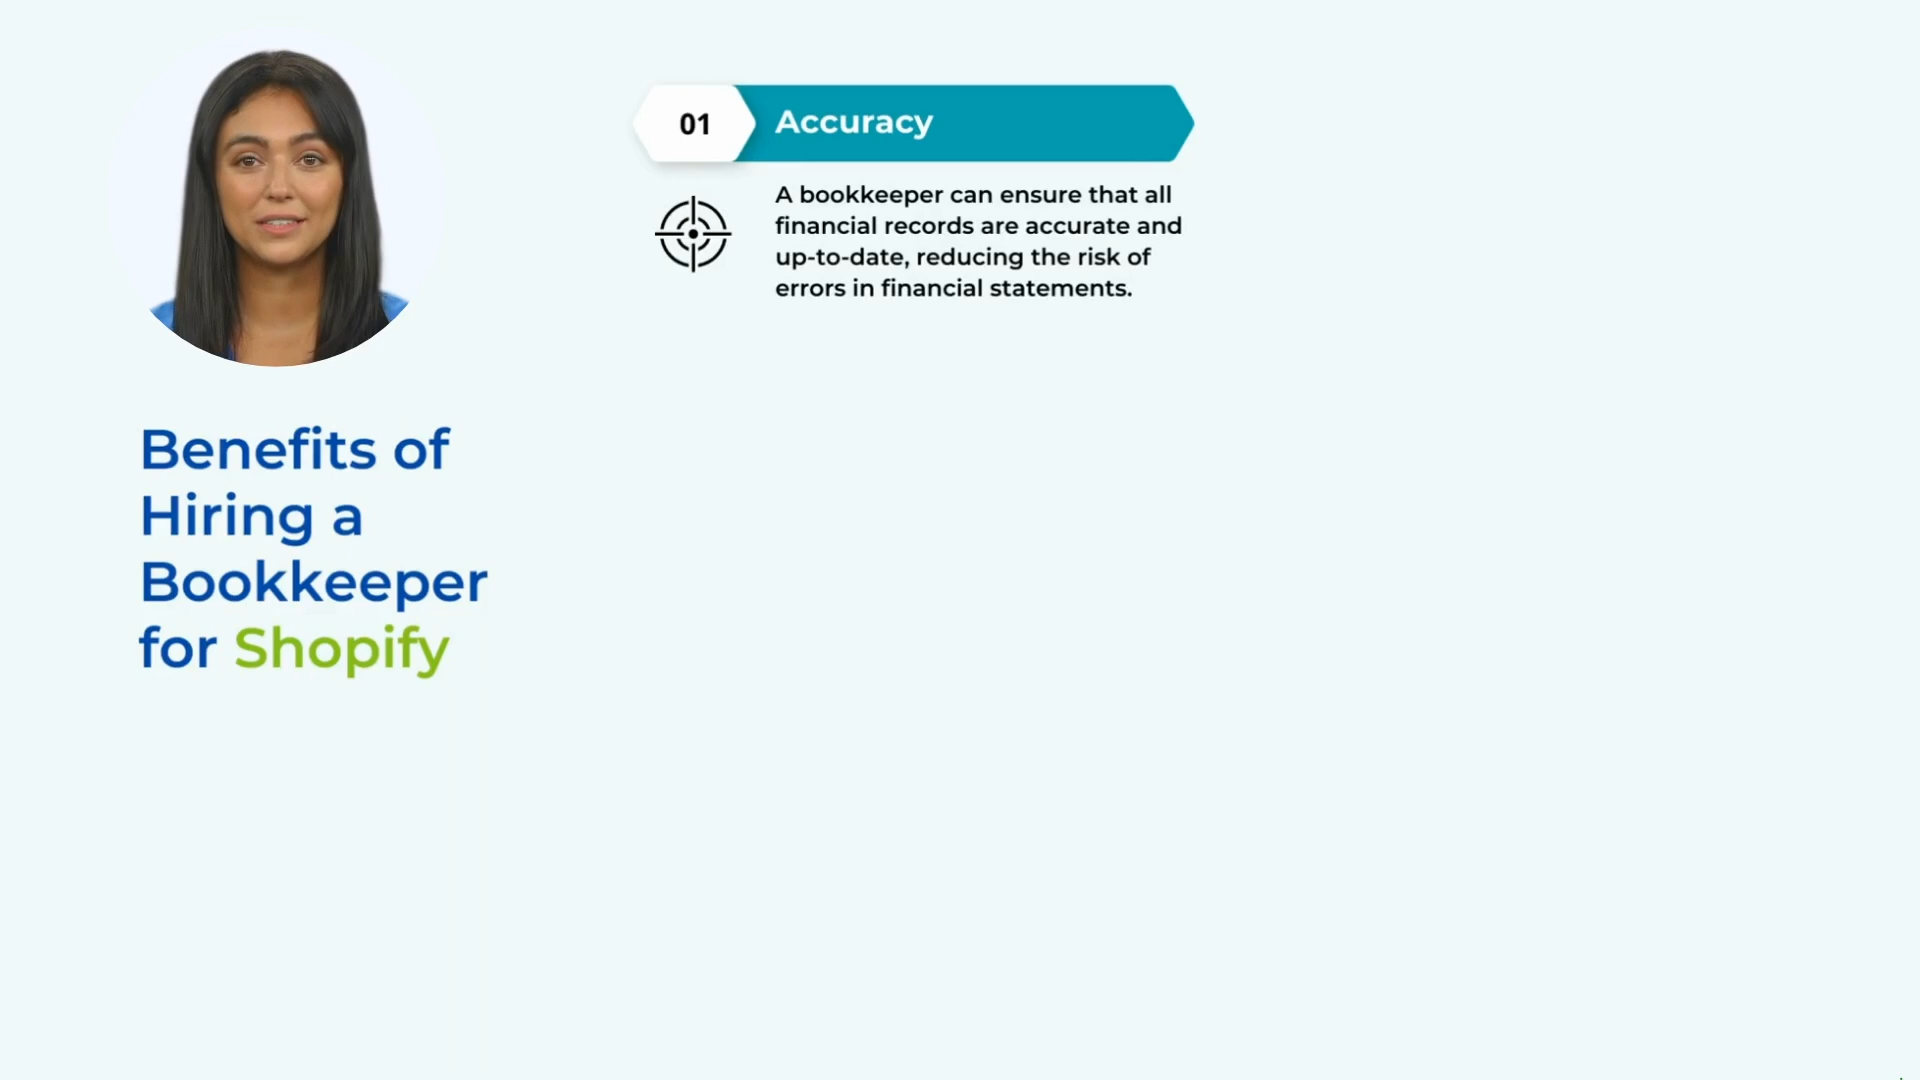 Benefits of
Hiring a
Bookkeeper
for Shopify
01
Accuracy
A bookkeeper can ensure that all
financial records are accurate and
up-to-date, reducing the risk of
errors in financial statements.